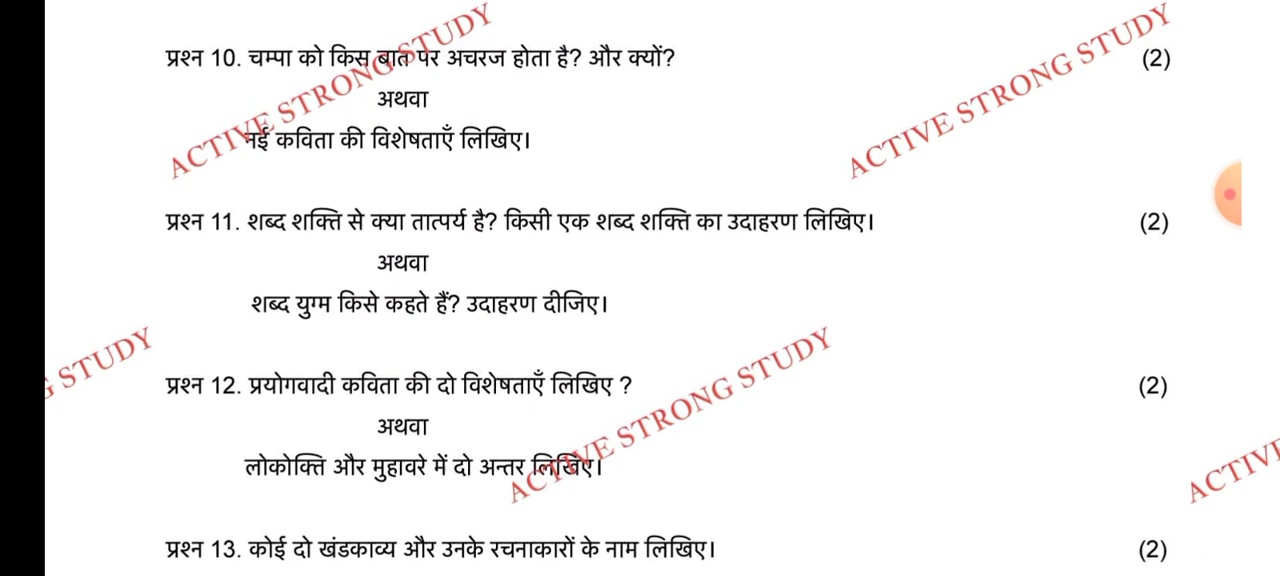 प्रश्न 10. चम्पा को किस बात पर अचरज होता है? और क्यों? (2)
अथवा
नई कविता की विशेषताएँ लिखिए।
ACTIVE STRONG STUDY
ACTIVE STRONG STUDY
प्रश्न 11. शब्द शक्ति से क्या तात्पर्य है? किसी एक शब्द शक्ति का उदाहरण लिखिए। (2)
अथवा
शब्द युग्म किसे कहते हैं? उदाहरण दीजिए।
G STUDY
प्रश्न 12. प्रयोगवादी कविता की दो विशेषताएँ लिखिए ? (2)
अथवा
लोकोक्ति और मुहावरे में दो अन्तर लिखिए।
ACTIVE STRONG STUDY
ACTIVE
प्रश्न 13. कोई दो खंडकाव्य और उनके रचनाकारों के नाम लिखिए। (2)